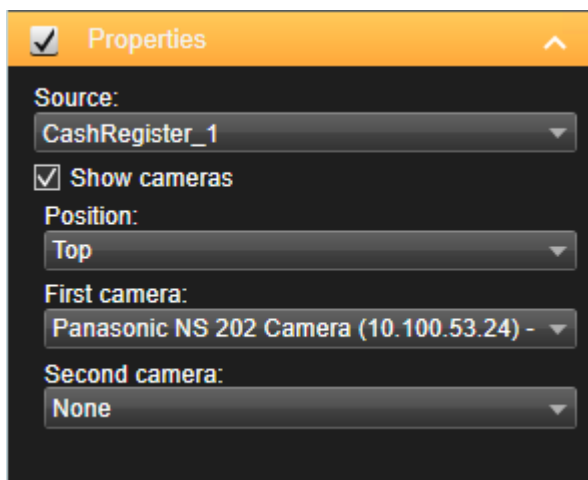 Properties
Source:
CashRegister_1
Show cameras
Position:
Top
First camera:
Panasonic NS 202 Camera (10.100.53.24) -
Second camera:
None